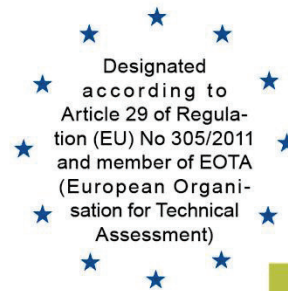 Designated
according to
Article 29 of Regula-
tion (EU) No 305/2011
and member of EOTA
(European Organi-
sation for Technical
Assessment)